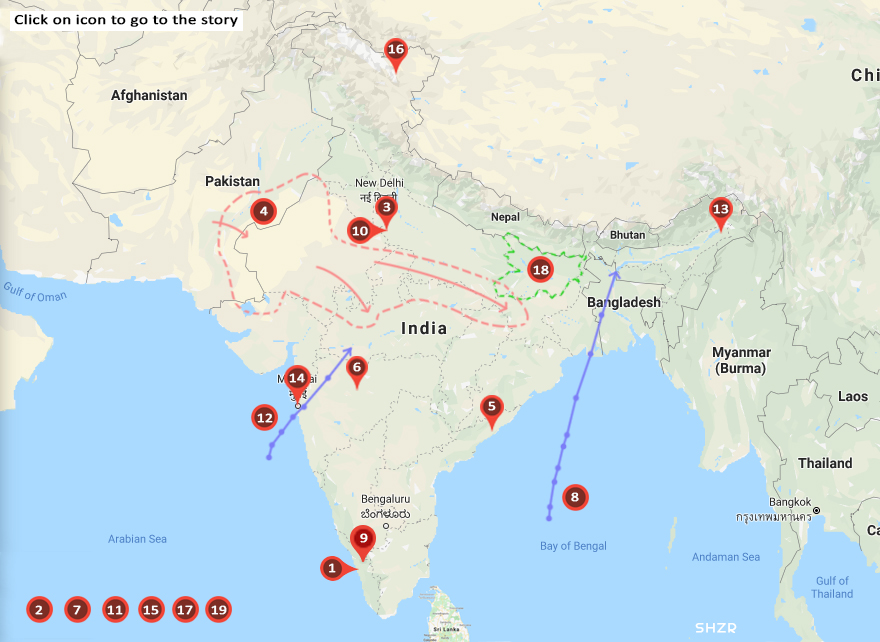 Click on icon to go to the story
16
Chi
Afghanistan
Pakistan
New Delhi
नई दिल्ली
4
3
10
13
Nepal
Bhutan
18
Gulf of Oman
Bangladesh
India
Myanmar
(Burma)
14
6
12
5
Laos
Thailand
Bengaluru
ಬೆಂಗಳೂರು
8
Bangkok
กรุงเทพมหานคร
Ca
9
1
Arabian Sea
Bay of Bengal
Andaman Sea
Gulf of
Thailand
2 7 11 15 17 19
Sri Lanka
SHZR